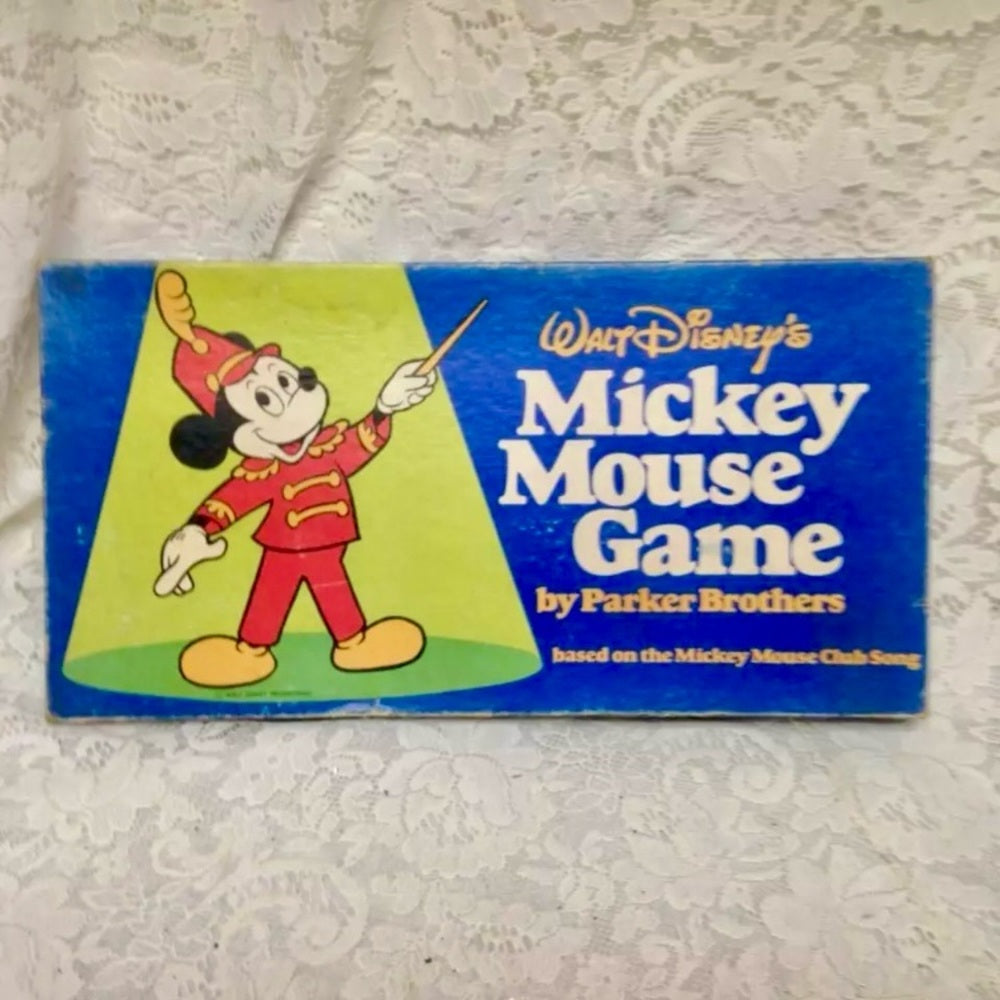 Walt Disney's
Mickey
Mouse
Game
by Parker Brothers
based on the Mickey Mouse Club Song